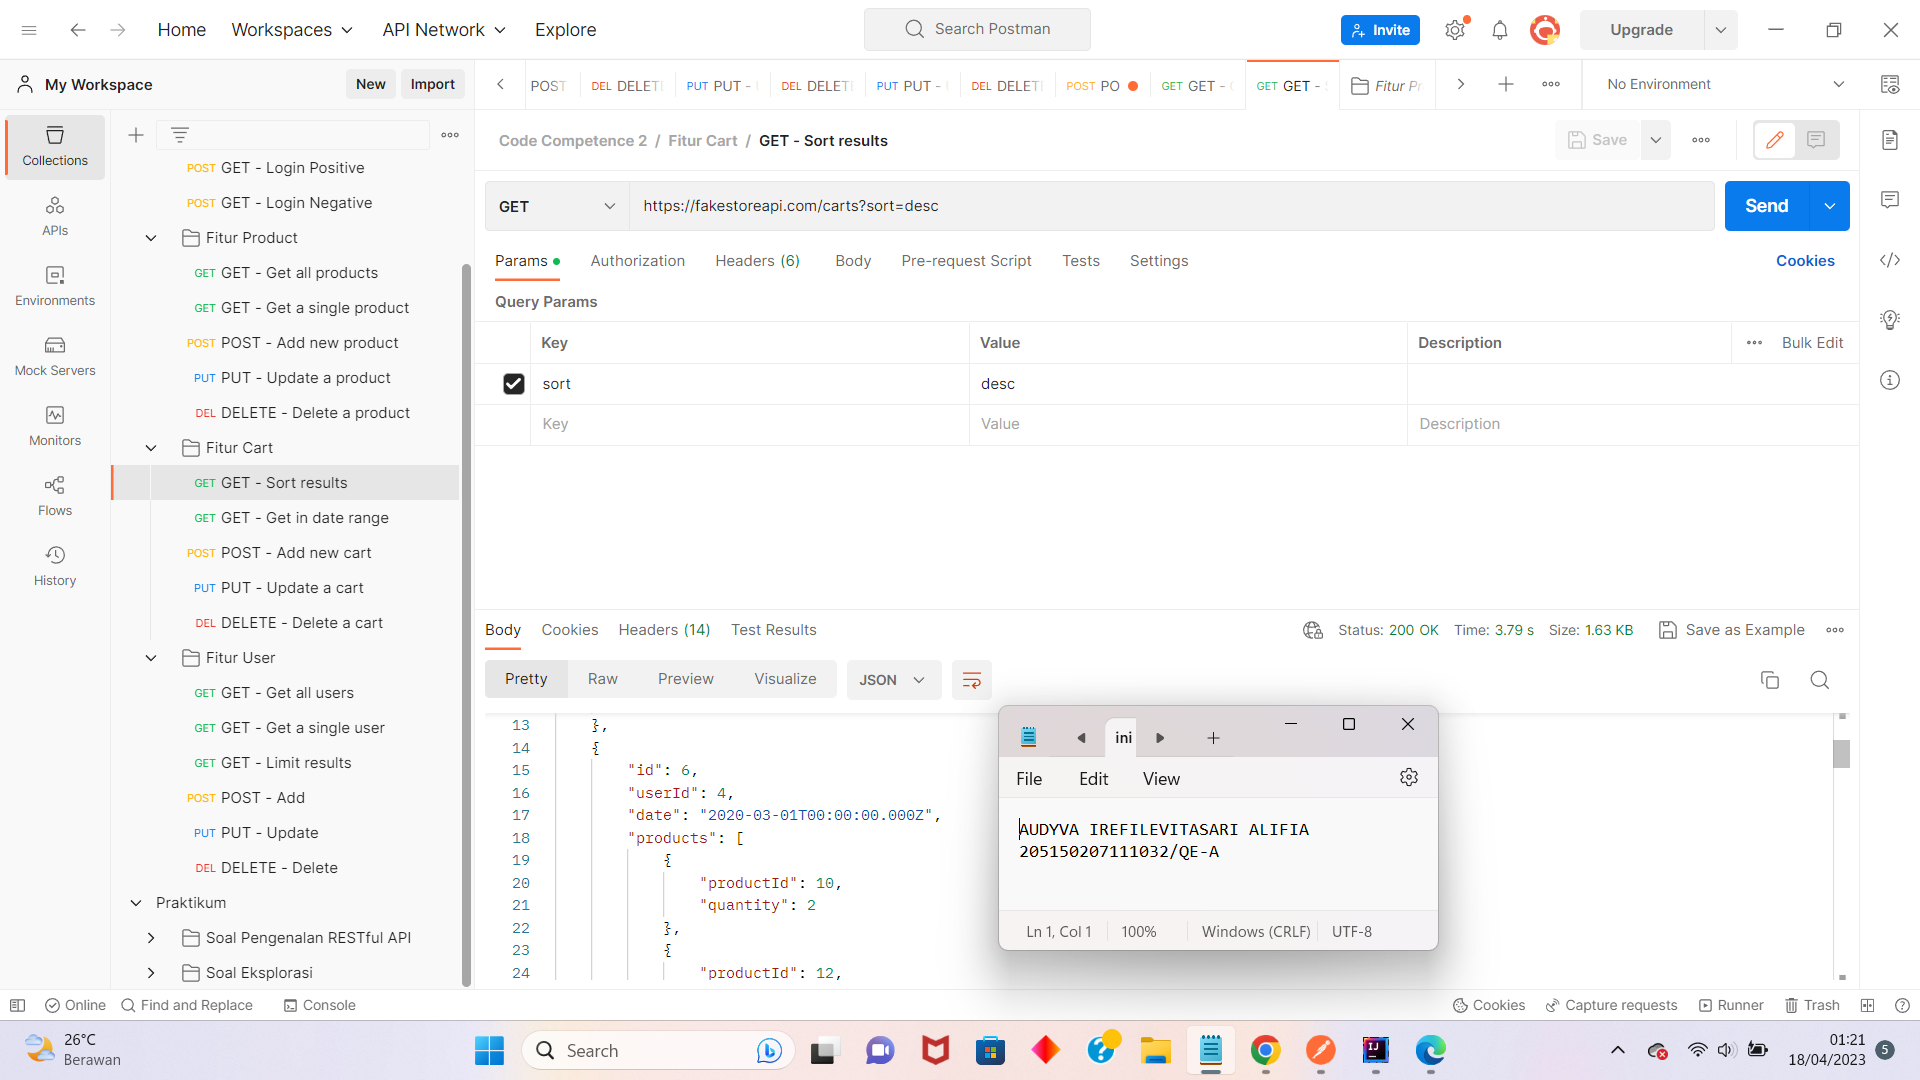 Home Workspaces API Network Explore Search Postman Invite Upgrade
My Workspace New Import POST DEL DELETE PUT PUT - DEL DELETE PUT PUT - DEL DELETE POST PO GET GET - GET GET - Fitur Pr No Environment
Collections
APIs
Environments
Mock Servers
Monitors
Flows
History
POST GET - Login Positive
POST GET - Login Negative
Fitur Product
GET GET - Get all products
GET GET - Get a single product
POST POST - Add new product
PUT PUT - Update a product
DEL DELETE - Delete a product
Fitur Cart
GET GET - Sort results
GET GET - Get in date range
POST POST - Add new cart
PUT PUT - Update a cart
DEL DELETE - Delete a cart
Fitur User
GET GET - Get all users
GET GET - Get a single user
GET GET - Limit results
POST POST - Add
PUT PUT - Update
DEL DELETE - Delete
Praktikum
Soal Pengenalan RESTful API
Soal Eksplorasi
Code Competence 2 / Fitur Cart / GET - Sort results Save
GET https://fakestoreapi.com/carts?sort=desc Send
Params Authorization Headers (6) Body Pre-request Script Tests Settings Cookies
Query Params
Key Value Description Bulk Edit
sort desc
Key Value Description
Body Cookies Headers (14) Test Results Status: 200 OK Time: 3.79 s Size: 1.63 KB Save as Example
Pretty Raw Preview Visualize JSON
13 },
14 {
15 "id": 6,
16 "userId": 4,
17 "date": "2020-03-01T00:00:00.000Z",
18 "products": [
19 {
20 "productId": 10,
21 "quantity": 2
22 },
23 {
24 "productId": 12,
ini
File Edit View
AUDYVA IREFILEVITASARI ALIFIA
205150207111032/QE-A
Ln 1, Col 1 100% Windows (CRLF) UTF-8
Online Find and Replace Console Cookies Capture requests Runner Trash
26°C
Berawan
Search
01:21
18/04/2023 5